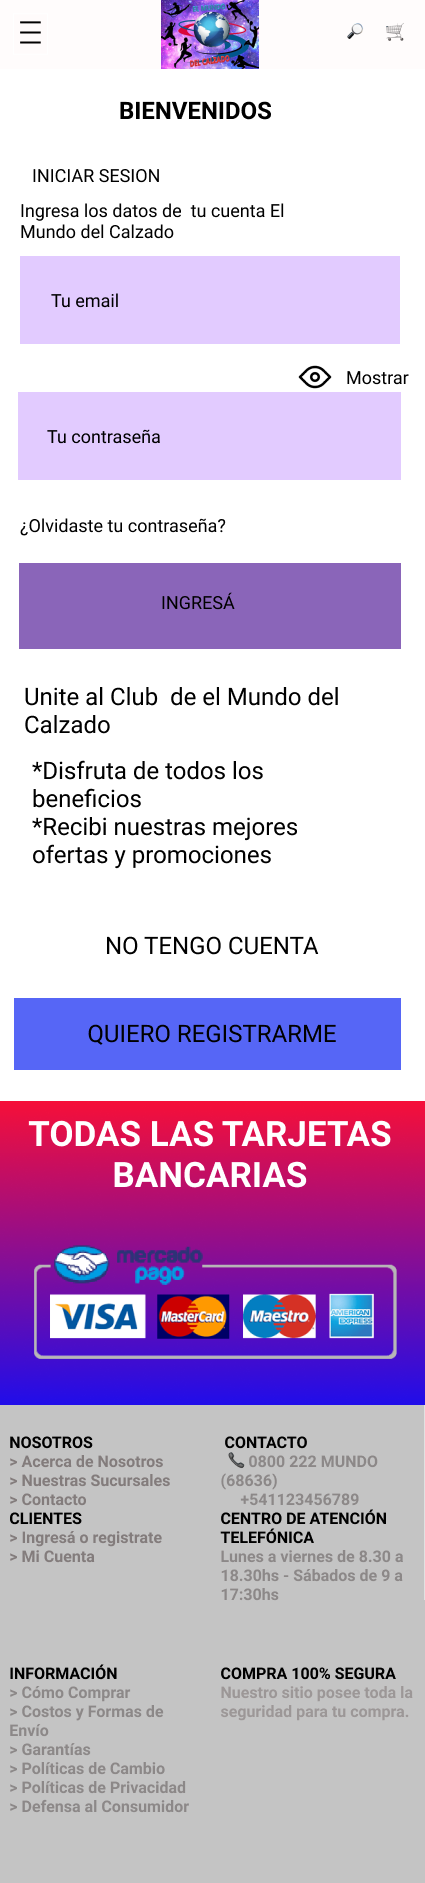 DEL CALZADO
BIENVENIDOS
INICIAR SESION
Ingresa los datos de  tu cuenta El
Mundo del Calzado
Tu email
Mostrar
Tu contraseña
¿Olvidaste tu contraseña?
INGRESÁ
Unite al Club  de el Mundo del
Calzado
*Disfruta de todos los
beneficios
*Recibi nuestras mejores
ofertas y promociones
NO TENGO CUENTA
QUIERO REGISTRARME
TODAS LAS TARJETAS
BANCARIAS
mercado
pago
VISA
MasterCard
Maestro
AMERICAN
EXPRESS
NOSOTROS
> Acerca de Nosotros
> Nuestras Sucursales
> Contacto
CLIENTES
> Ingresá o registrate
> Mi Cuenta
CONTACTO
0800 222 MUNDO
(68636)
+541123456789
CENTRO DE ATENCIÓN
TELEFÓNICA
Lunes a viernes de 8.30 a
18.30hs - Sábados de 9 a
17:30hs
INFORMACIÓN
> Cómo Comprar
> Costos y Formas de
Envío
> Garantías
> Políticas de Cambio
> Políticas de Privacidad
> Defensa al Consumidor
COMPRA 100% SEGURA
Nuestro sitio posee toda la
seguridad para tu compra.